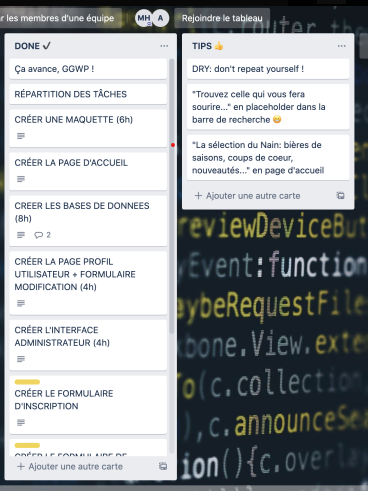 r les membres d'une équipe MH A Rejoindre le tableau
DONE ✓ ...
Ça avance, GGWP !
RÉPARTITION DES TÂCHES
CRÉER UNE MAQUETTE (6h)
CRÉER LA PAGE D'ACCUEIL
CREER LES BASES DE DONNEES
(8h)
2
CRÉER LA PAGE PROFIL
UTILISATEUR + FORMULAIRE
MODIFICATION (4h)
CRÉER L'INTERFACE
ADMINISTRATEUR (4h)
CRÉER LE FORMULAIRE
D'INSCRIPTION
CRÉER LE FORMULAIRE DE
+ Ajouter une autre carte
TIPS 👍 ...
DRY: don't repeat yourself !
"Trouvez celle qui vous fera
sourire..." en placeholder dans la
barre de recherche 😄
"La sélection du Nain: bières de
saisons, coups de coeur,
nouveautés..." en page d'accueil
+ Ajouter une autre carte
reviewDeviceBut
Event:function
aybeRequestFile
bone.View.exte
o(c.collection
),c.announceSea
ion(){c.overlay